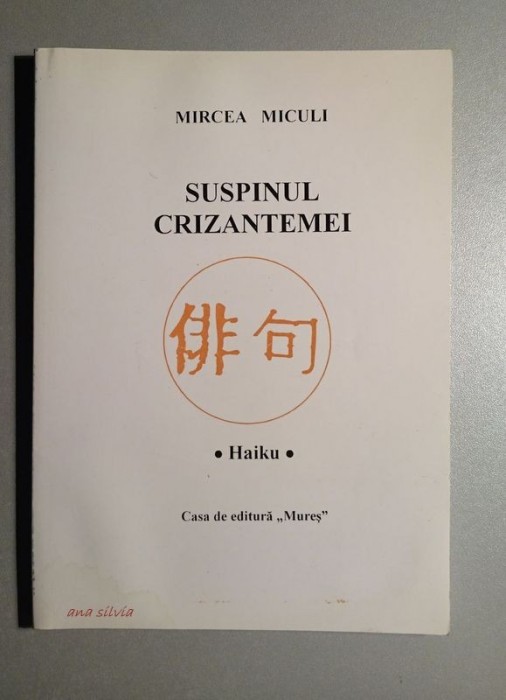 MIRCEA MICULI
SUSPINUL
CRIZANTEMEI
俳句
• Haiku •
Casa de editură „Mureș”
ana silvia